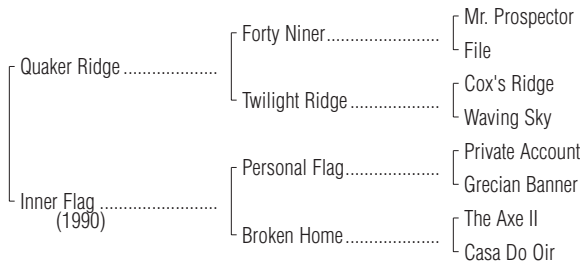 Mr. Prospector
Forty Niner........................
File
Quaker Ridge ....................
Cox's Ridge
Twilight Ridge ...................
Waving Sky
Private Account
Personal Flag....................
Grecian Banner
Inner Flag .........................
(1990)
The Axe II
Broken Home....................
Casa Do Oir